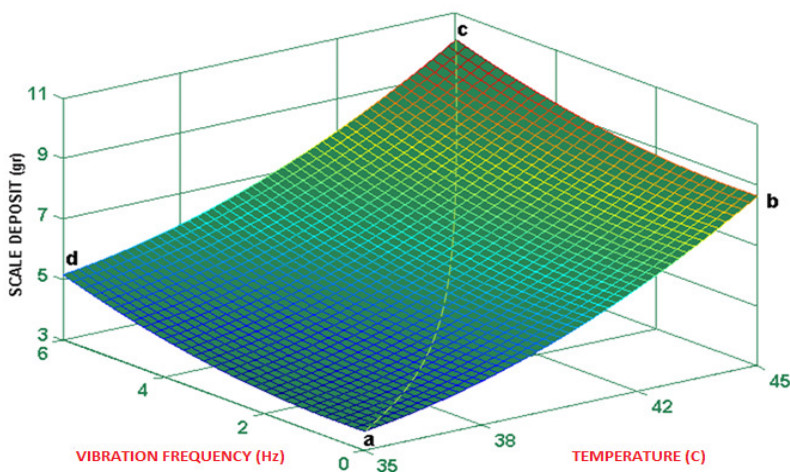 c
11
9
7
5
3
SCALE DEPOSIT (gr)
d
b
a
6
4
2
0
35
38
42
45
VIBRATION FREQUENCY (Hz)
TEMPERATURE (C)